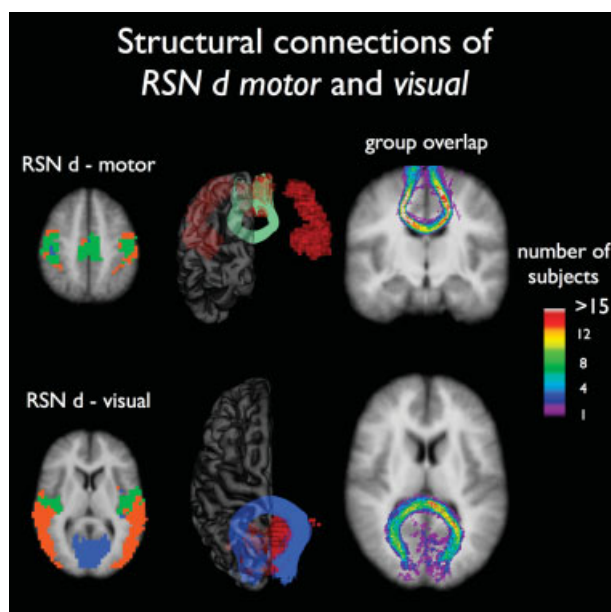 Structural connections of
RSN d motor and visual
RSN d - motor
group overlap
number of
subjects
>15
12
8
4
1
RSN d - visual